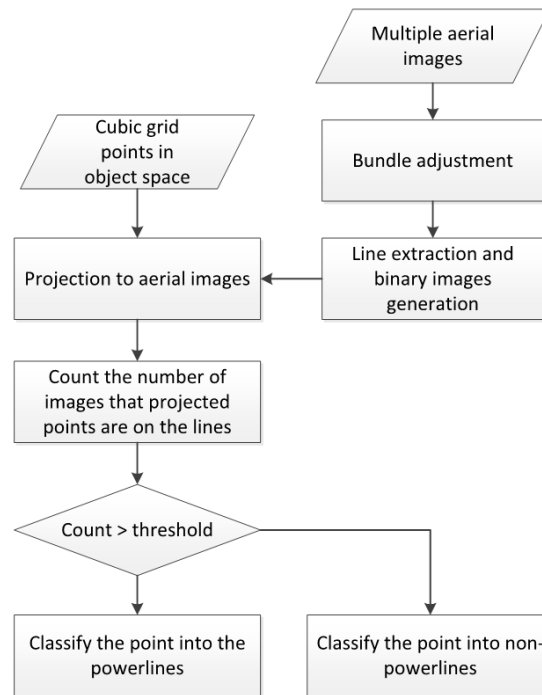 Multiple aerial
images
Cubic grid
points in
object space
Bundle adjustment
Projection to aerial images
Line extraction and
binary images
generation
Count the number of
images that projected
points are on the lines
Count > threshold
Classify the point into the
powerlines
Classify the point into non-
powerlines